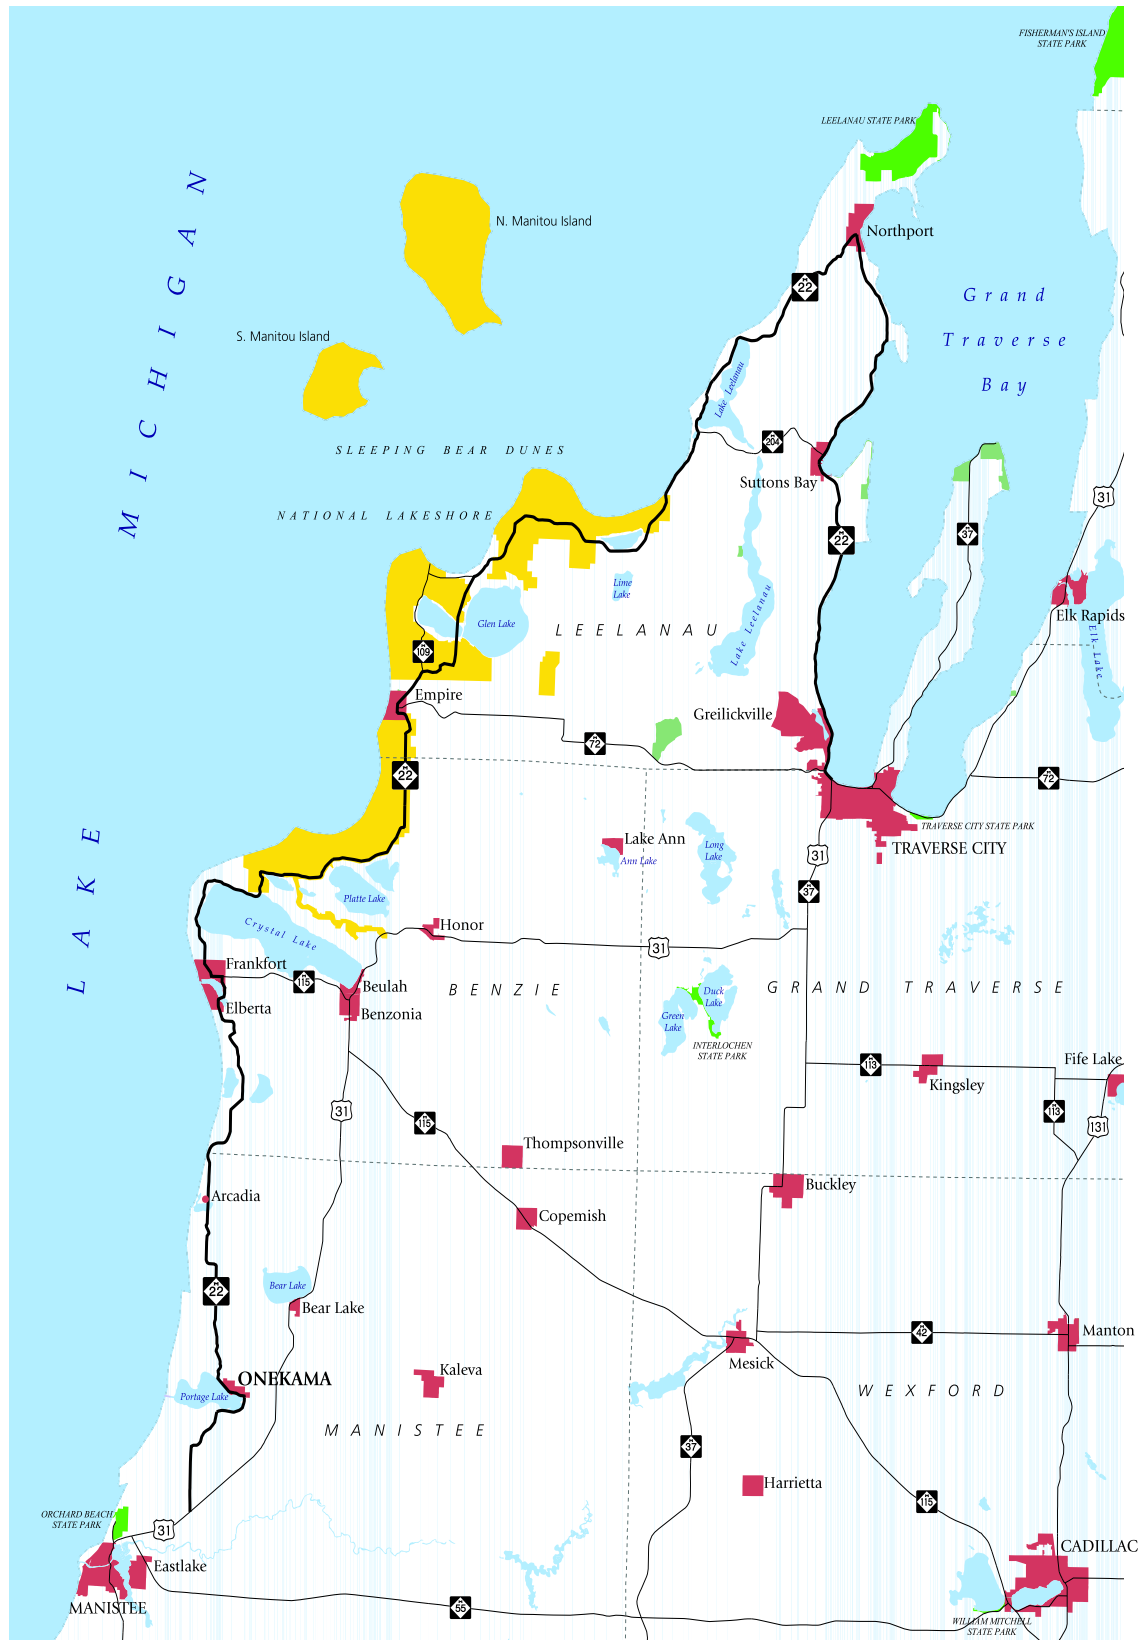 FISHERMAN'S ISLAND
STATE PARK
LEELANAU STATE PARK
LAKE MICHIGAN
N. Manitou Island
Northport
M 22
Grand
Traverse
Bay
S. Manitou Island
Lake Leelanau
SLEEPING BEAR DUNES
M 204
Suttons Bay
31
NATIONAL LAKESHORE
M 22
M 37
Lime
Lake
Elk Rapids
Glen Lake
LEELANAU
Lake Leelanau
Elk Lake
M 109
Empire
Greilickville
M 72
M 22
M 72
TRAVERSE CITY STATE PARK
Lake Ann
Ann Lake
Long
Lake
31
TRAVERSE CITY
M 37
Platte Lake
Crystal Lake
Honor
31
Frankfort
M 115
Beulah
BENZIE
Duck
Lake
GRAND TRAVERSE
Elberta
Benzonia
Green
Lake
INTERLOCHEN
STATE PARK
M 113
Fife Lake
Kingsley
31
M 115
M 113
131
Thompsonville
Buckley
Arcadia
Copemish
M 22
Bear Lake
Bear Lake
M 42
Manton
Mesick
ONEKAMA
Kaleva
Portage Lake
WEXFORD
MANISTEE
M 37
Harrietta
M 115
ORCHARD BEACH
STATE PARK
31
CADILLAC
Eastlake
MANISTEE
M 55
WILLIAM MITCHELL
STATE PARK